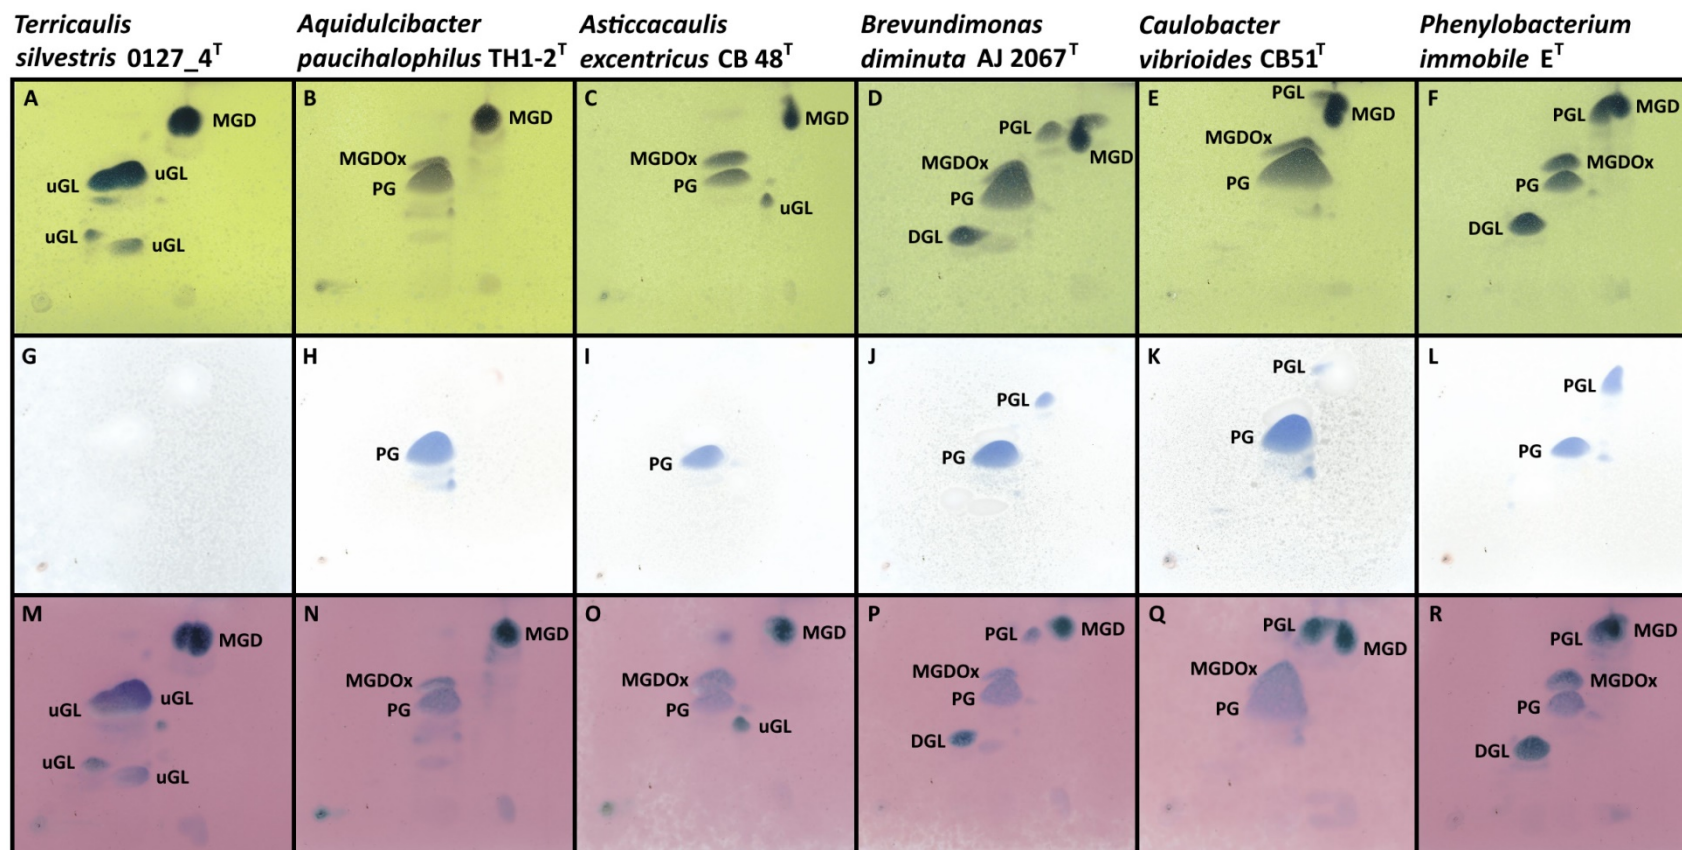 Terricaulis
silvestris 0127_4T
Aquidulcibacter
paucihalophilus TH1-2T
Asticcacaulis
excentricus CB 48T
Brevundimonas
diminuta AJ 2067T
Caulobacter
vibrioides CB51T
Phenylobacterium
immobile ET
A
MGD
uGL
uGL
uGL
uGL
B
MGD
MGDOx
PG
C
MGD
MGDOx
PG
uGL
D
PGL
MGD
MGDOx
PG
DGL
E
PGL
MGD
MGDOx
PG
F
PGL
MGD
MGDOx
PG
DGL
G
H
PG
I
PG
J
PGL
PG
K
PGL
PG
L
PGL
PG
M
MGD
uGL
uGL
uGL
uGL
N
MGD
MGDOx
PG
O
MGD
MGDOx
PG
uGL
P
PGL
MGD
MGDOx
PG
DGL
Q
PGL
MGD
MGDOx
PG
R
PGL
MGD
MGDOx
PG
DGL